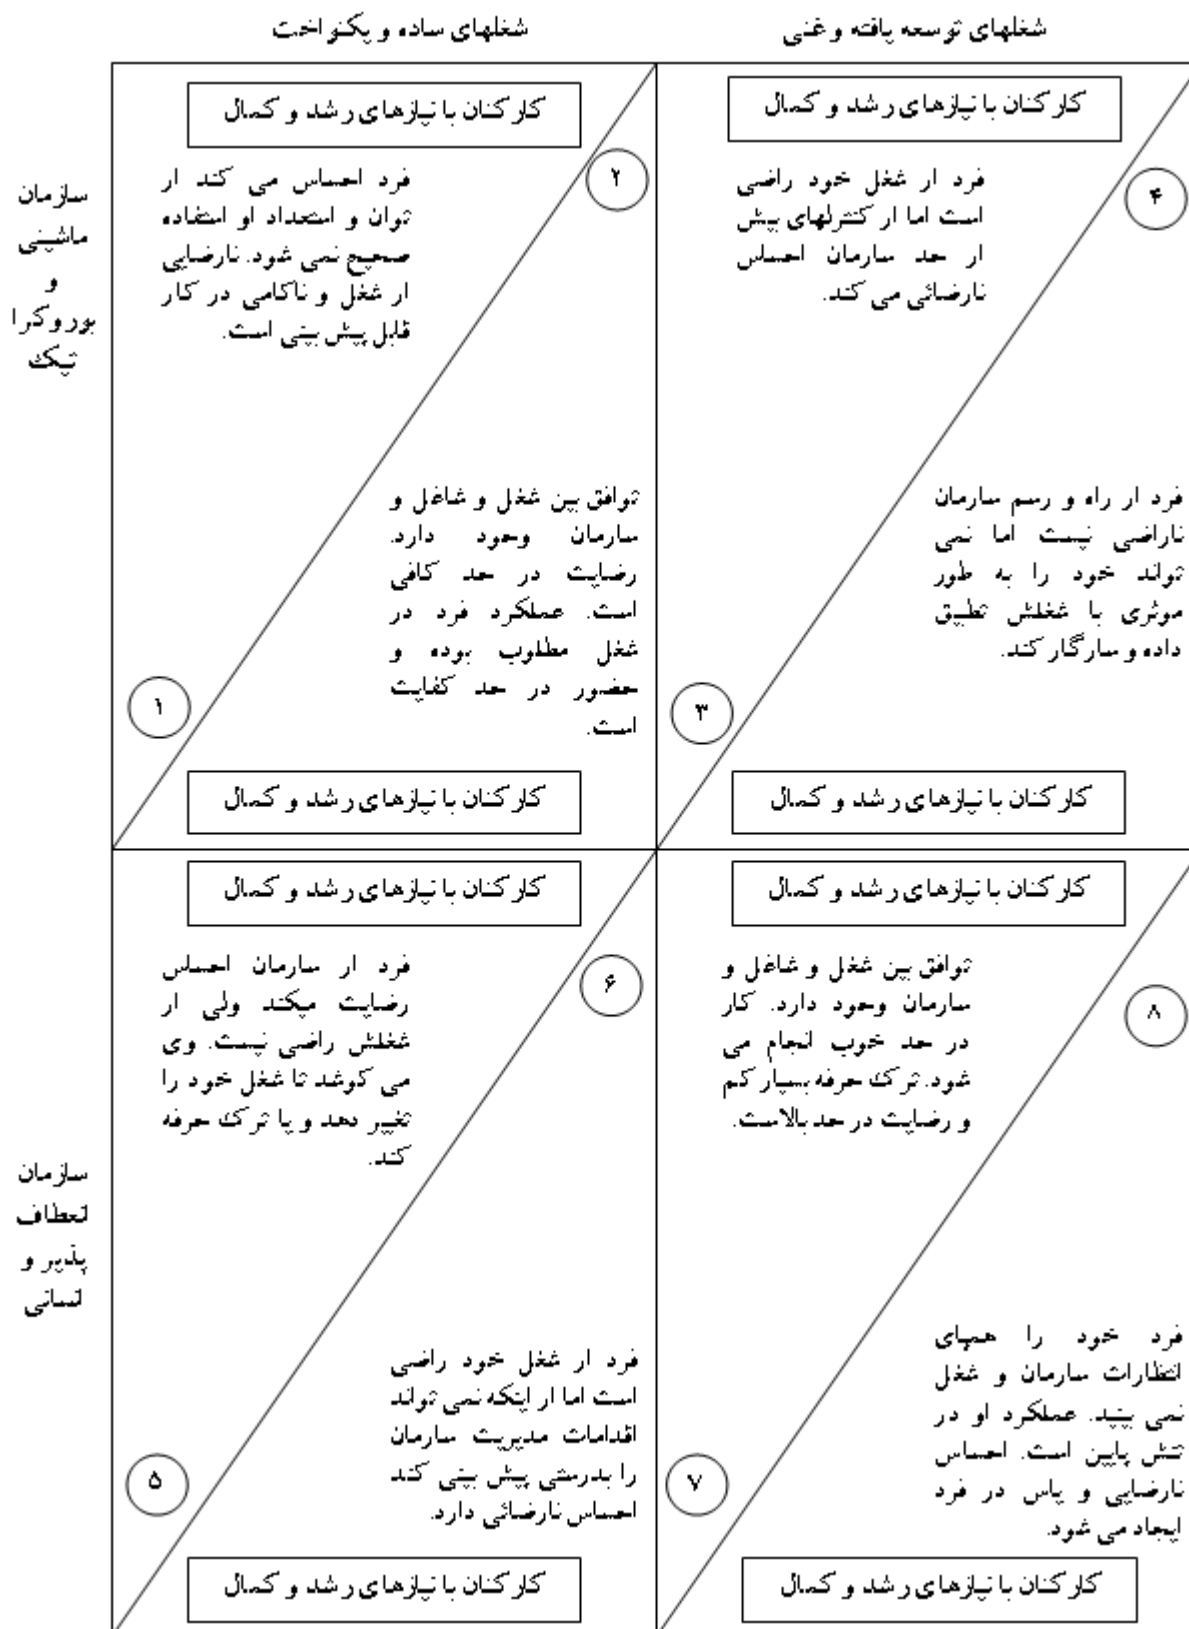 شغلهای توسعه یافته و غنی
شغلهای ساده و یکنواخت
سازمان
ماشینی
و
بوروکرا
تیک
کارکنان با نیازهای رشد و کمال
۴
فرد از شغل خود راضی
است اما از کنترلهای بیش
از حد سازمان احساس
نارضائی می کند.
فرد از راه و رسم سازمان
ناراضی نیست اما نمی
تواند خود را به طور
موثری با شغلش تطبیق
داده و سازگار کند.
۳
کارکنان با نیازهای رشد و کمال
کارکنان با نیازهای رشد و کمال
۲
فرد احساس می کند از
توان و استعداد او استفاده
صحیح نمی شود. نارضایی
از شغل و ناکامی در کار
قابل پیش بینی است.
توافق بین شغل و شاغل و
سازمان وجود دارد.
رضایت در حد کافی
است. عملکرد فرد در
شغل مطلوب بوده و
حضور در حد کفایت
است.
۱
کارکنان با نیازهای رشد و کمال
سازمان
انعطاف
پذیر و
انسانی
کارکنان با نیازهای رشد و کمال
۸
توافق بین شغل و شاغل و
سازمان وجود دارد. کار
در حد خوب انجام می
شود. ترک حرفه بسیار کم
و رضایت در حد بالاست.
فرد خود را همپای
انتظارات سازمان و شغل
نمی بیند. عملکرد او در
تنش پایین است. احساس
نارضایی و یاس در فرد
ایجاد می شود.
۷
کارکنان با نیازهای رشد و کمال
کارکنان با نیازهای رشد و کمال
۶
فرد از سازمان احساس
رضایت میکند ولی از
شغلش راضی نیست. وی
می کوشد تا شغل خود را
تغییر دهد و یا ترک حرفه
کند.
فرد از شغل خود راضی
است اما از اینکه نمی تواند
اقدامات مدیریت سازمان
را بدرستی پیش بینی کند
احساس نارضائی دارد.
۵
کارکنان با نیازهای رشد و کمال